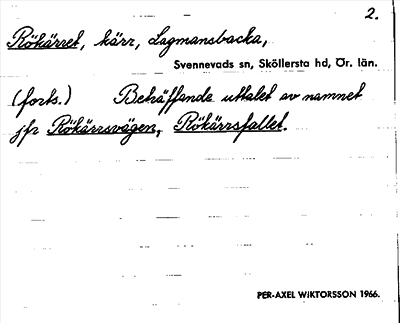 2.
Rökärret, kärr, Lagmansbacka,
Svennevads sn, Sköllersta hd, Ör. län.
(forts.) Beträffande uttalet av namnet
jfr Rökärrsvägen, Rökärrsfallet.
PER-AXEL WIKTORSSON 1966.